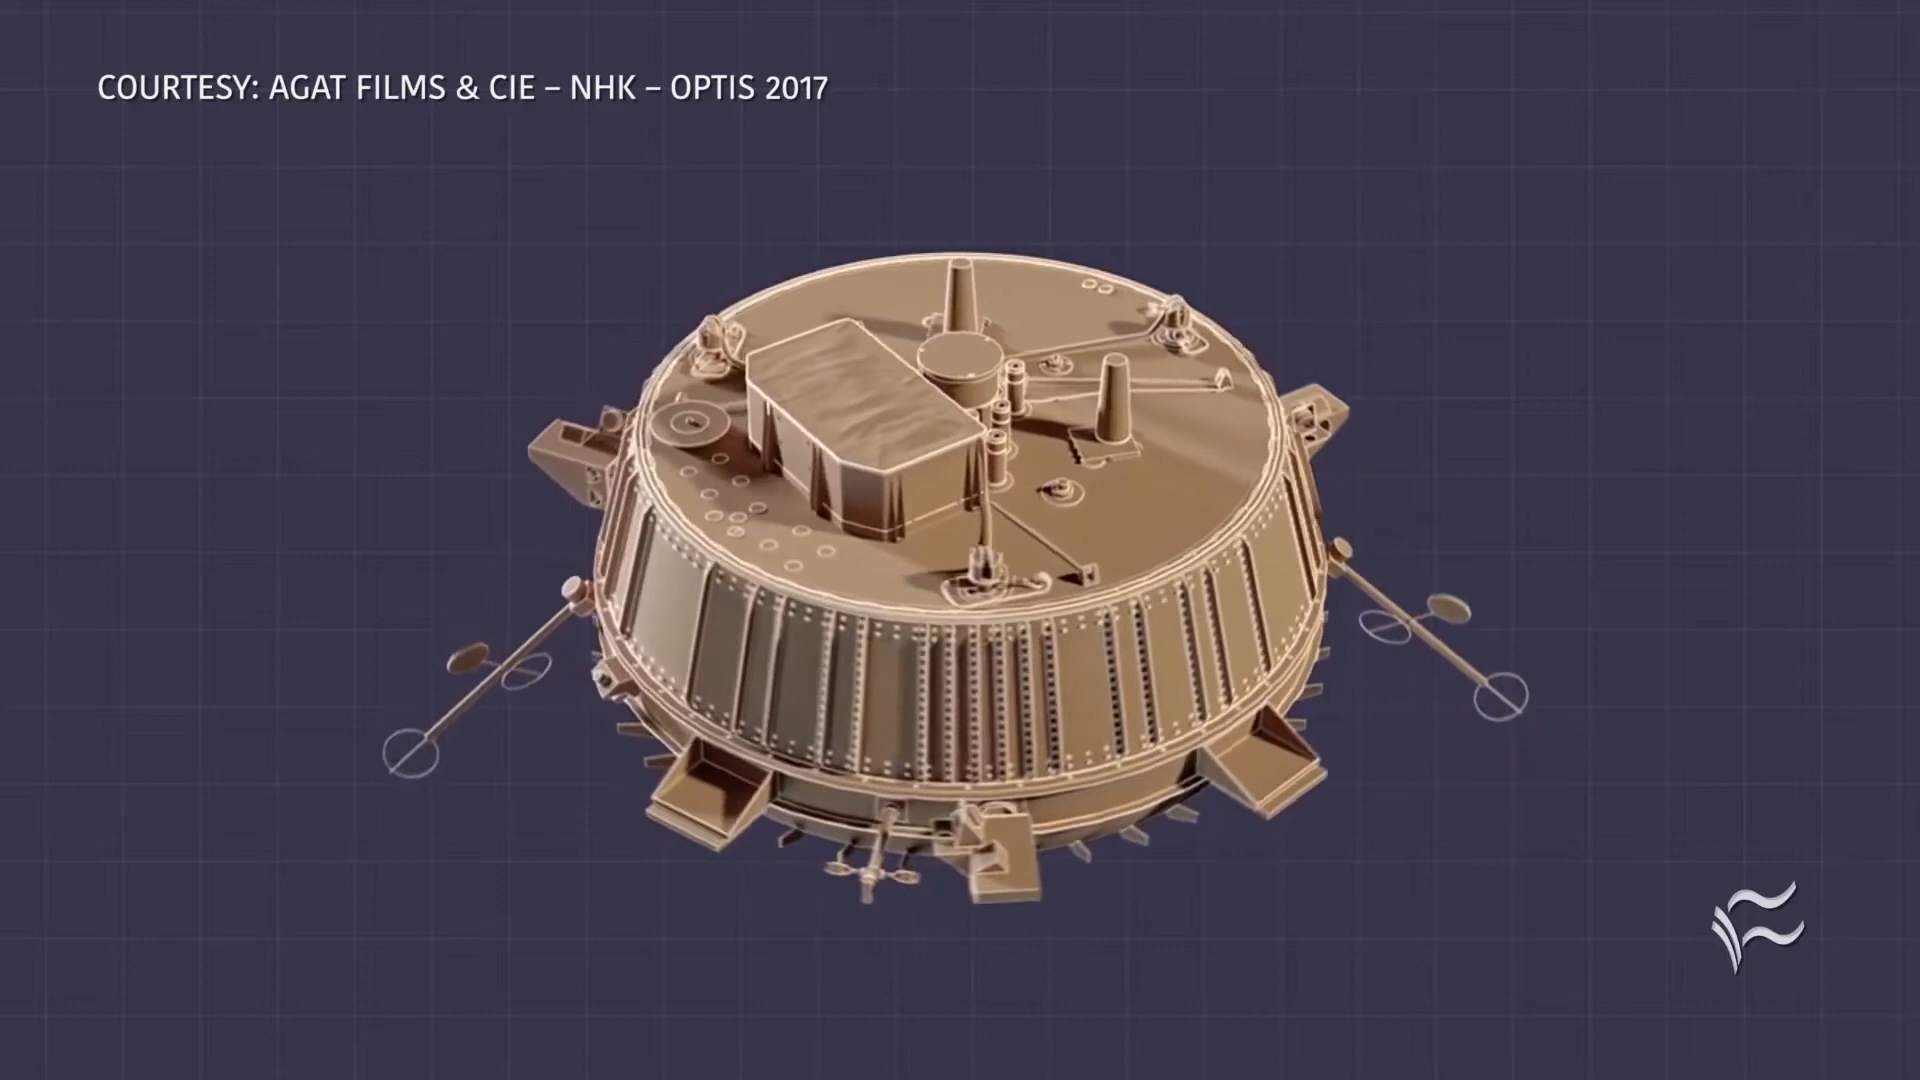 COURTESY: AGAT FILMS & CIE – NHK – OPTIS 2017